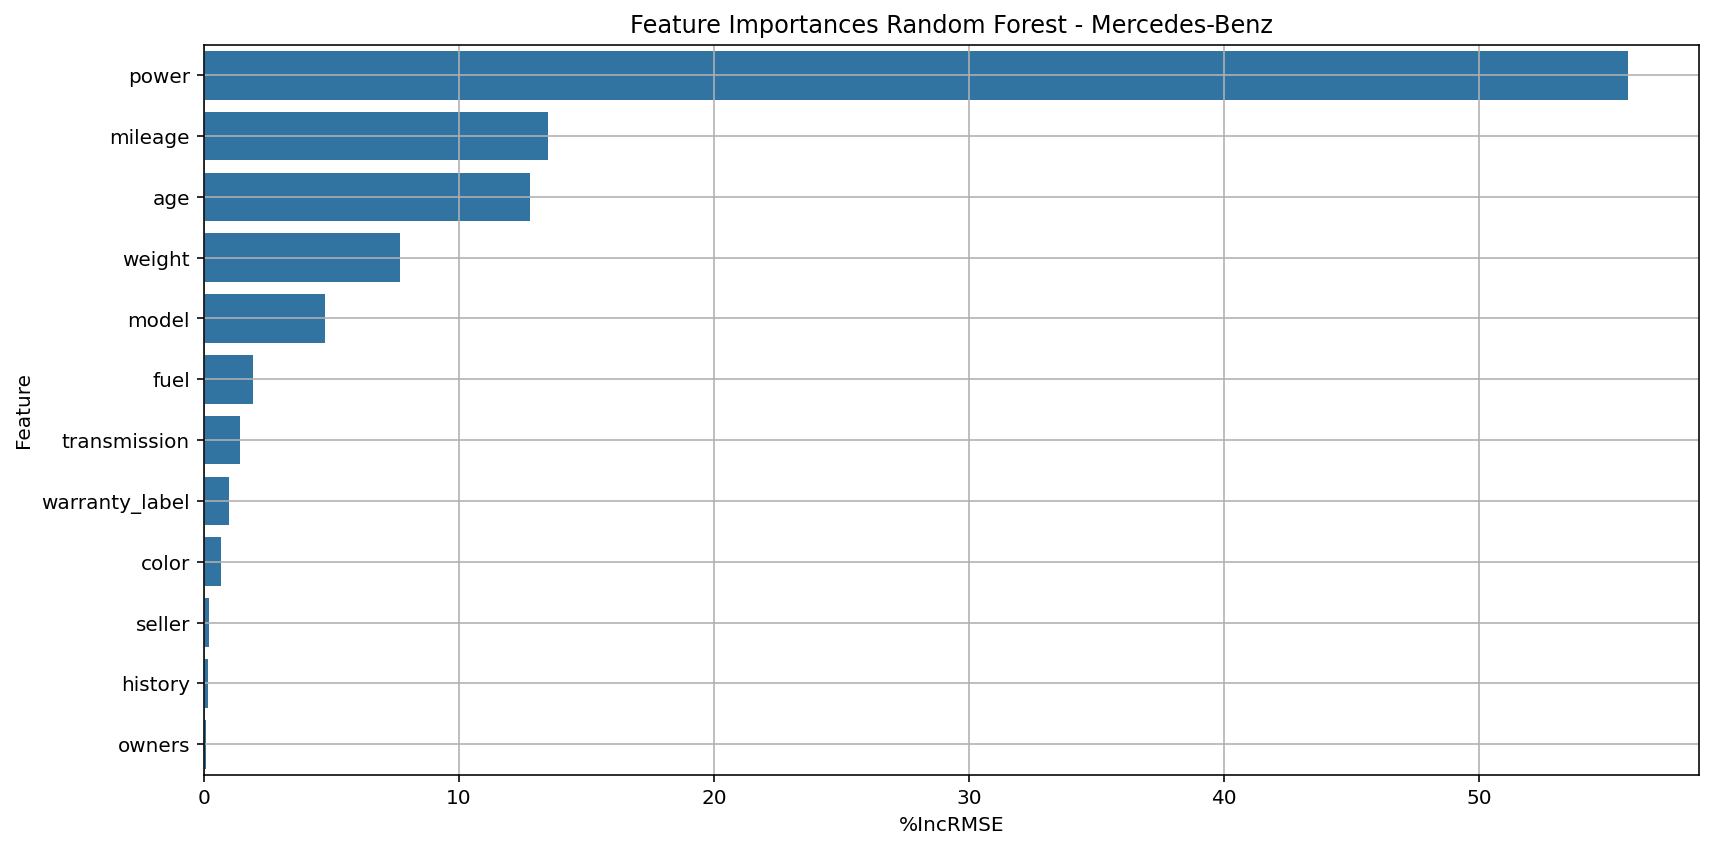 Feature Importances Random Forest - Mercedes-Benz
power
mileage
age
weight
model
fuel
transmission
warranty_label
color
seller
history
owners
Feature
0 10 20 30 40 50
%IncRMSE